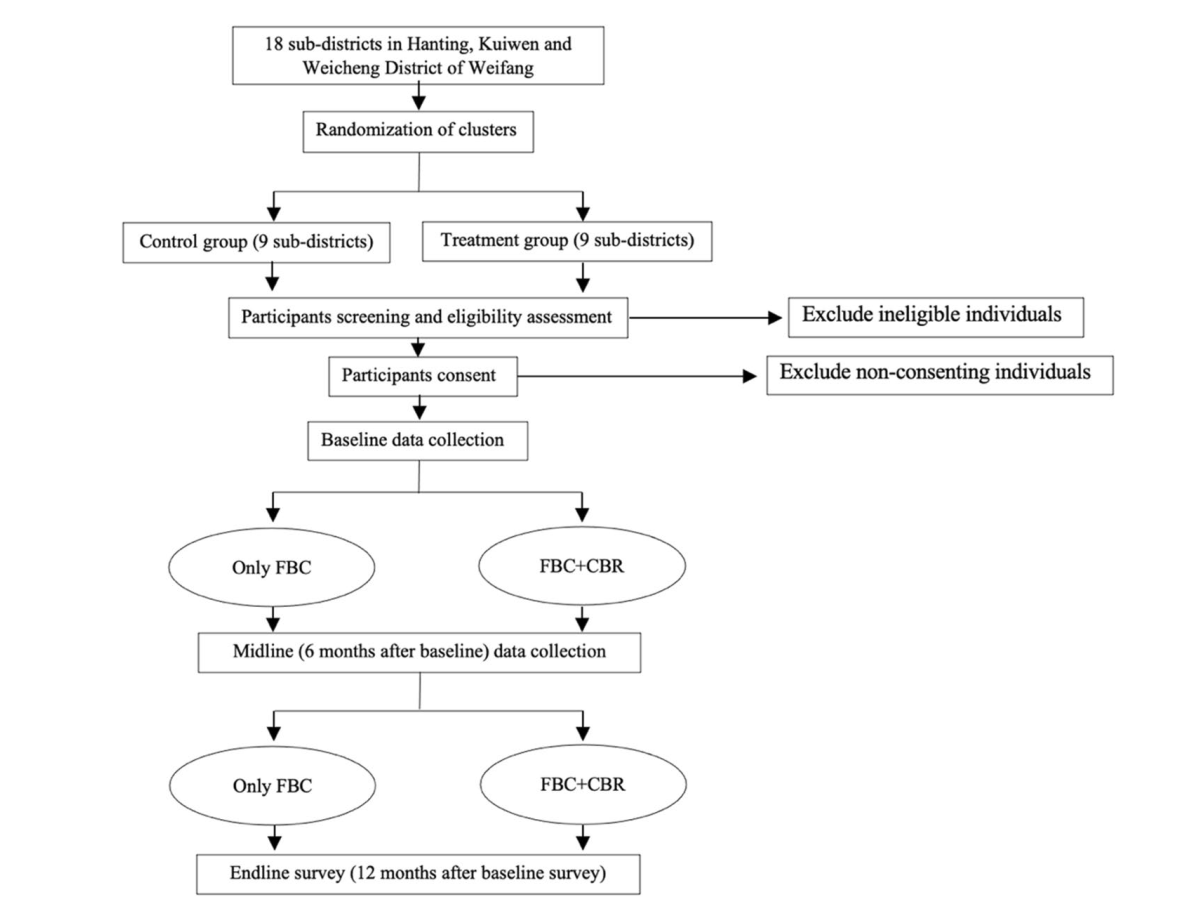 18 sub-districts in Hanting, Kuiwen and
Weicheng District of Weifang
Randomization of clusters
Control group (9 sub-districts)
Treatment group (9 sub-districts)
Participants screening and eligibility assessment
Exclude ineligible individuals
Participants consent
Exclude non-consenting individuals
Baseline data collection
Only FBC
FBC+CBR
Midline (6 months after baseline) data collection
Only FBC
FBC+CBR
Endline survey (12 months after baseline survey)